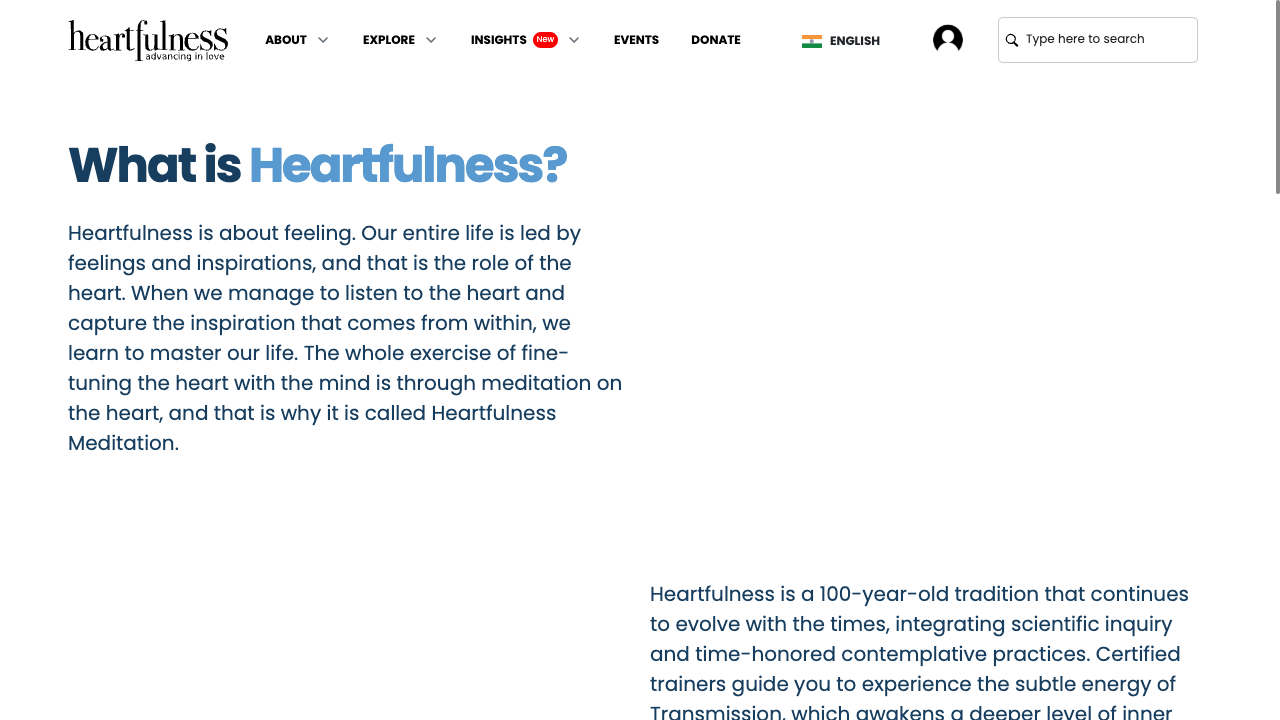 heartfulness
advancing in love
ABOUT
EXPLORE
INSIGHTS New
EVENTS
DONATE
ENGLISH
Type here to search
What is Heartfulness?
Heartfulness is about feeling. Our entire life is led by
feelings and inspirations, and that is the role of the
heart. When we manage to listen to the heart and
capture the inspiration that comes from within, we
learn to master our life. The whole exercise of fine-
tuning the heart with the mind is through meditation on
the heart, and that is why it is called Heartfulness
Meditation.
Heartfulness is a 100-year-old tradition that continues
to evolve with the times, integrating scientific inquiry
and time-honored contemplative practices. Certified
trainers guide you to experience the subtle energy of
Transmission, which awakens a deeper level of inner